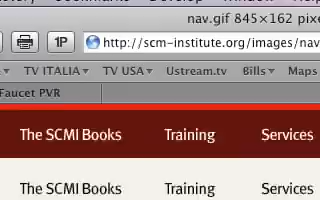 nav.gif 845×162 pixe
1P http://scm-institute.org/images/nav
TV ITALIA▾ TV USA▾ Ustream.tv Bills▾ Maps
Faucet PVR
The SCMI Books Training Services
The SCMI Books Training Services